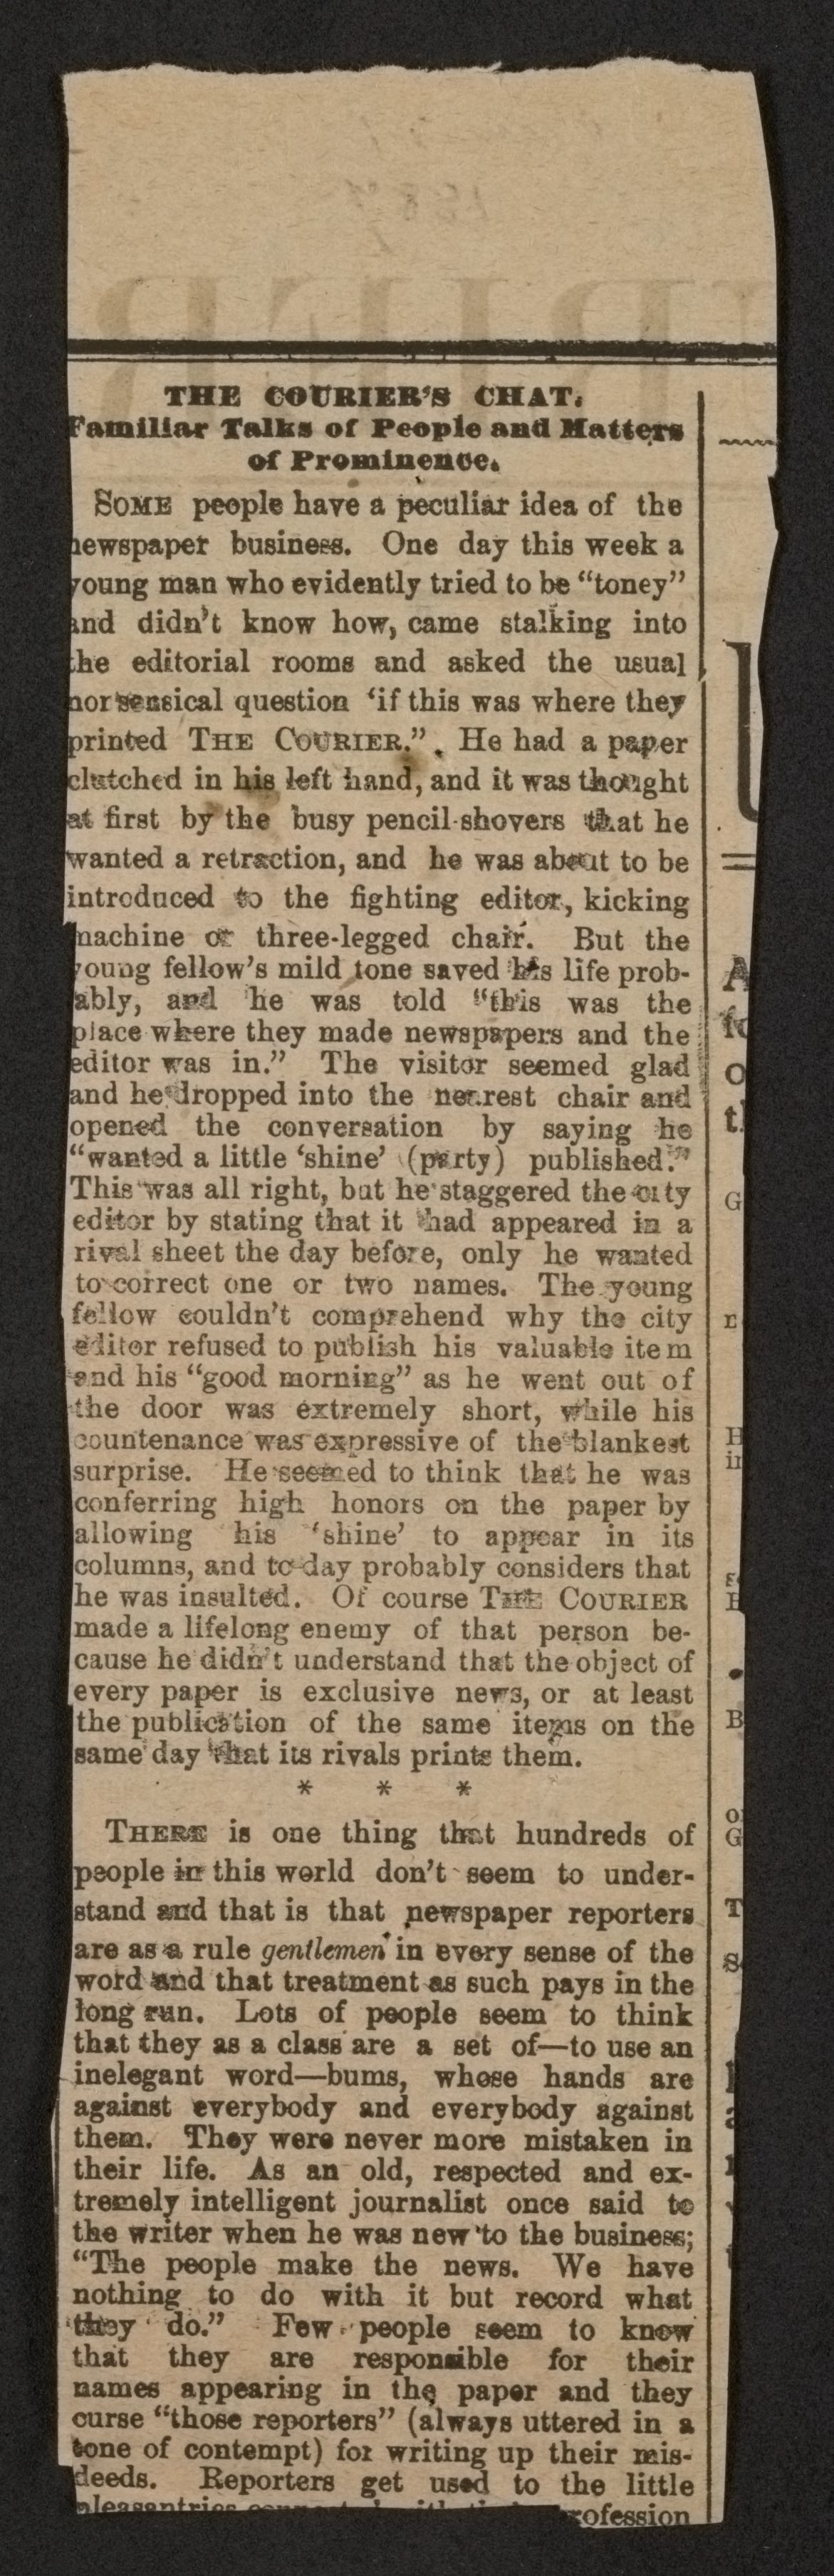 THE COURIER'S CHAT.
Familiar Talks of People and Matters
of Prominence.
SOME people have a peculiar idea of the
newspaper business. One day this week a
young man who evidently tried to be "toney"
and didn't know how, came stalking into
the editorial rooms and asked the usual
nonsensical question 'if this was where they
printed THE COURIER." He had a paper
clutched in his left hand, and it was thought
at first by the busy pencil-shovers that he
wanted a retraction, and he was about to be
introduced to the fighting editor, kicking
machine or three-legged chair. But the
young fellow's mild tone saved his life prob-
ably, and he was told "this was the
place where they made newspapers and the
editor was in." The visitor seemed glad
and he dropped into the nearest chair and
opened the conversation by saying he
"wanted a little 'shine' (party) published."
This was all right, but he staggered the city
editor by stating that it had appeared in a
rival sheet the day before, only he wanted
to correct one or two names. The young
fellow couldn't comprehend why the city
editor refused to publish his valuable item
and his "good morning" as he went out of
the door was extremely short, while his
countenance was expressive of the blankest
surprise. He seemed to think that he was
conferring high honors on the paper by
allowing his 'shine' to appear in its
columns, and to-day probably considers that
he was insulted. Of course THE COURIER
made a lifelong enemy of that person be-
cause he didn't understand that the object of
every paper is exclusive news, or at least
the publication of the same items on the
same day that its rivals prints them.
* * *
THERE is one thing that hundreds of
people in this world don't seem to under-
stand and that is that newspaper reporters
are as a rule gentlemen in every sense of the
word and that treatment as such pays in the
long run. Lots of people seem to think
that they as a class are a set of—to use an
inelegant word—bums, whose hands are
against everybody and everybody against
them. They were never more mistaken in
their life. As an old, respected and ex-
tremely intelligent journalist once said to
the writer when he was new to the business;
"The people make the news. We have
nothing to do with it but record what
they do." Few people seem to know
that they are responsible for their
names appearing in the paper and they
curse "those reporters" (always uttered in a
tone of contempt) for writing up their mis-
deeds. Reporters get used to the little
pleasantries profession